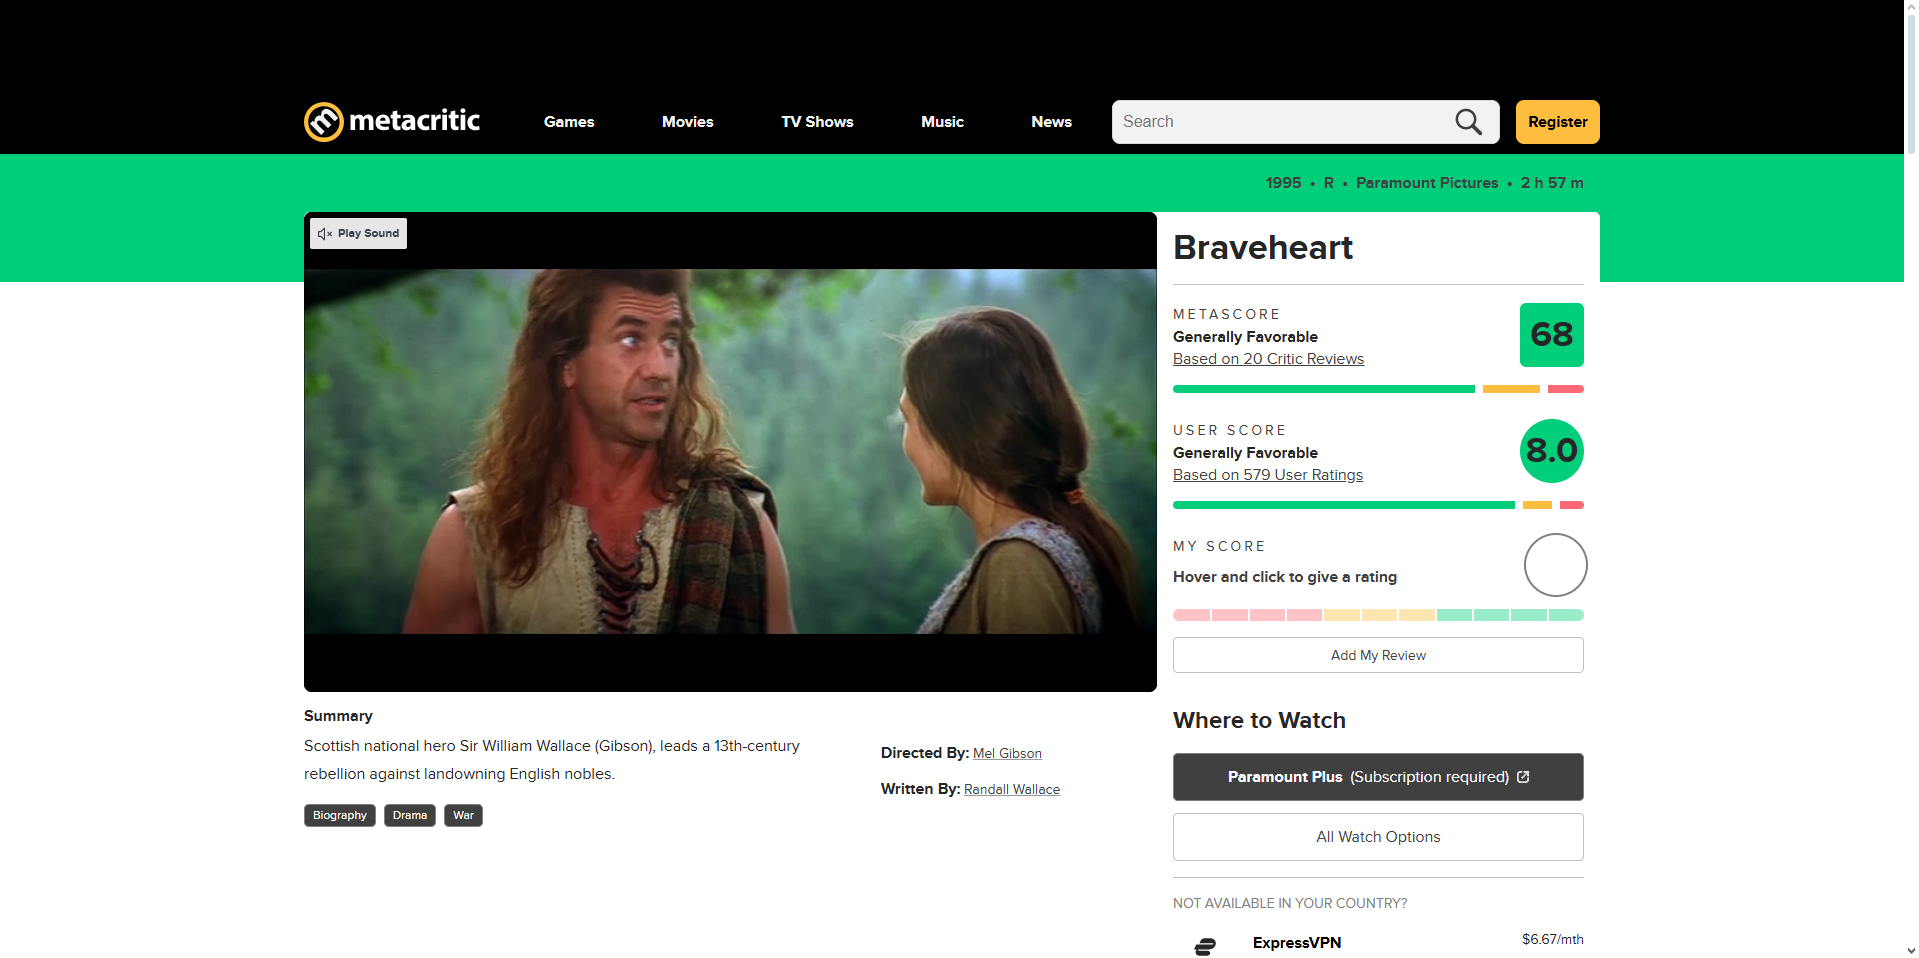 metacritic
Games
Movies
TV Shows
Music
News
Search
Register
1995 • R • Paramount Pictures • 2 h 57 m
Play Sound
Braveheart
METASCORE
Generally Favorable
Based on 20 Critic Reviews
68
USER SCORE
Generally Favorable
Based on 579 User Ratings
8.0
MY SCORE
Hover and click to give a rating
Add My Review
Summary
Scottish national hero Sir William Wallace (Gibson), leads a 13th-century
rebellion against landowning English nobles.
Biography
Drama
War
Directed By: Mel Gibson
Written By: Randall Wallace
Where to Watch
Paramount Plus (Subscription required)
All Watch Options
NOT AVAILABLE IN YOUR COUNTRY?
ExpressVPN
$6.67/mth